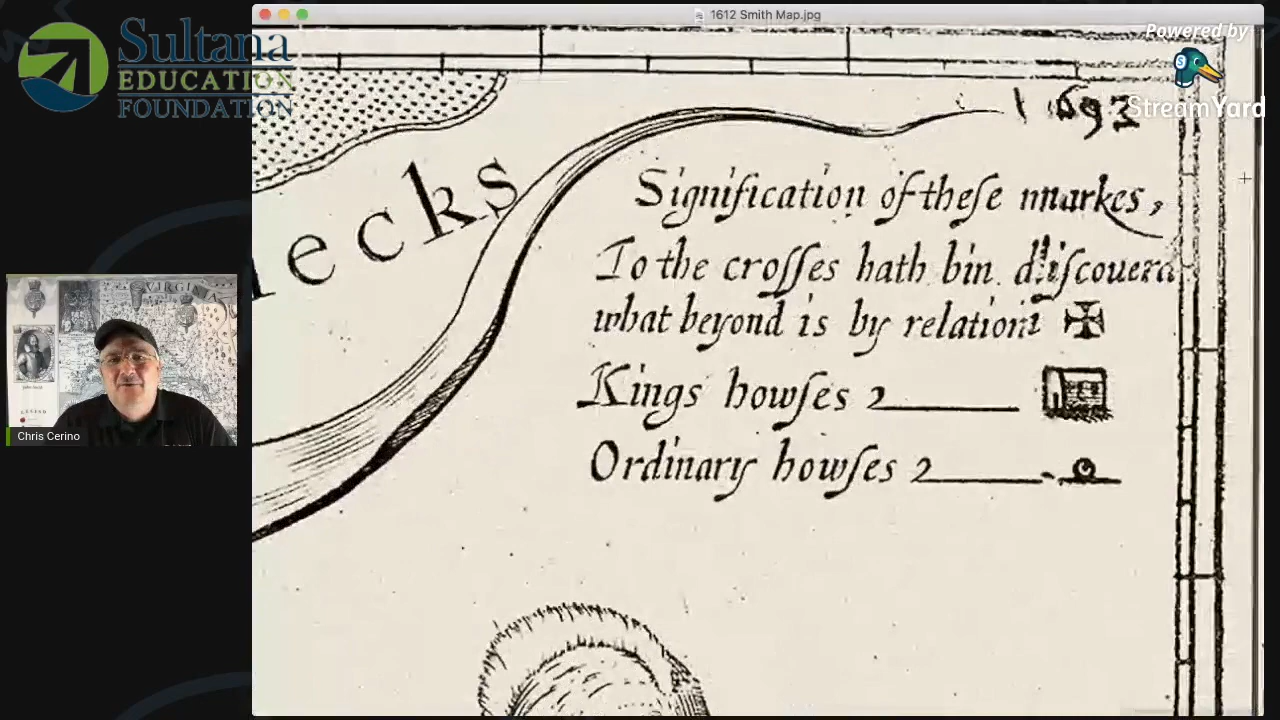 1612 Smith Map.jpg
Powered by
StreamYard
Sultana
EDUCATION
FOUNDATION
1693
ecks
Signification of theſe markes,
To the croſſes hath bin diſcouerd
what beyond is by relation
Kings howſes 2
Ordinary howſes 2
VIRGINIA
Chris Cerino